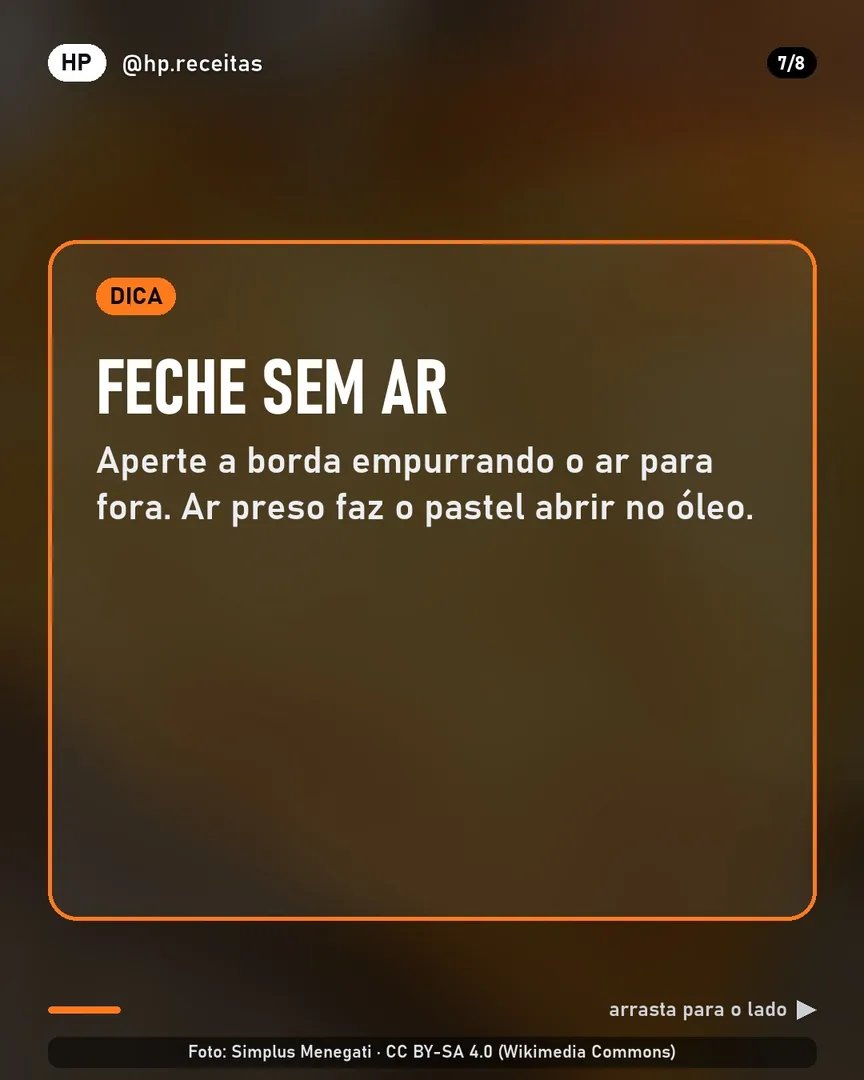 HP @hp.receitas 7/8
DICA
FECHE SEM AR
Aperte a borda empurrando o ar para
fora. Ar preso faz o pastel abrir no óleo.
arrasta para o lado
Foto: Simplus Menegati · CC BY-SA 4.0 (Wikimedia Commons)